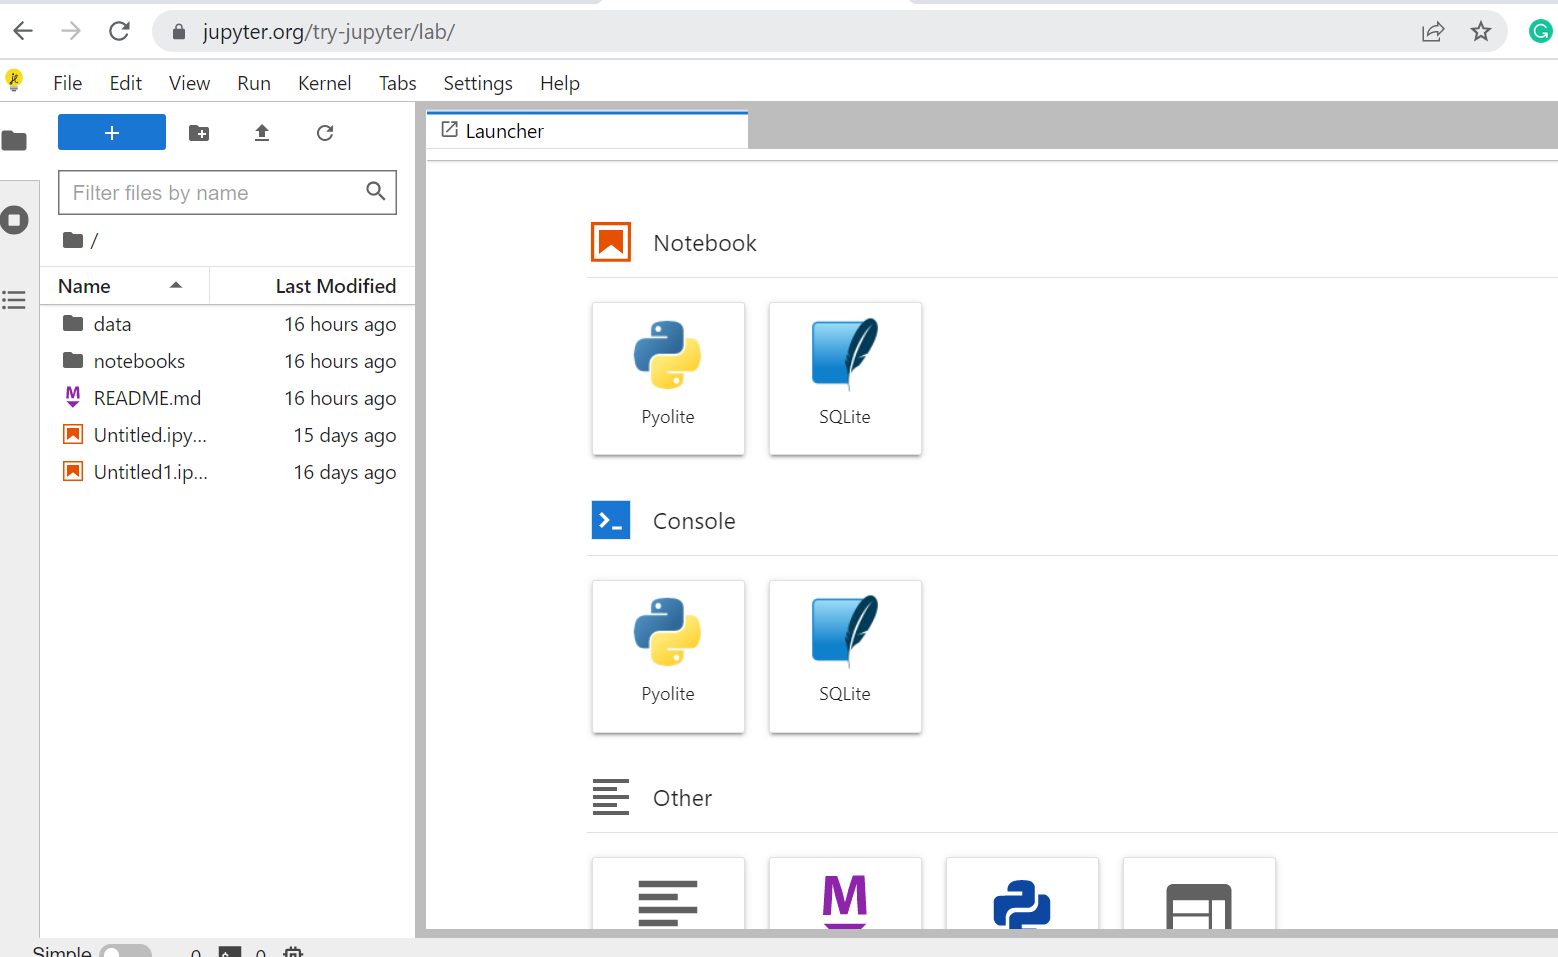 jupyter.org/try-jupyter/lab/
File Edit View Run Kernel Tabs Settings Help
Launcher
Filter files by name
/
Name Last Modified
data 16 hours ago
notebooks 16 hours ago
README.md 16 hours ago
Untitled.ipy... 15 days ago
Untitled1.ip... 16 days ago
Notebook
Pyolite SQLite
Console
Pyolite SQLite
Other
Simple 0 0